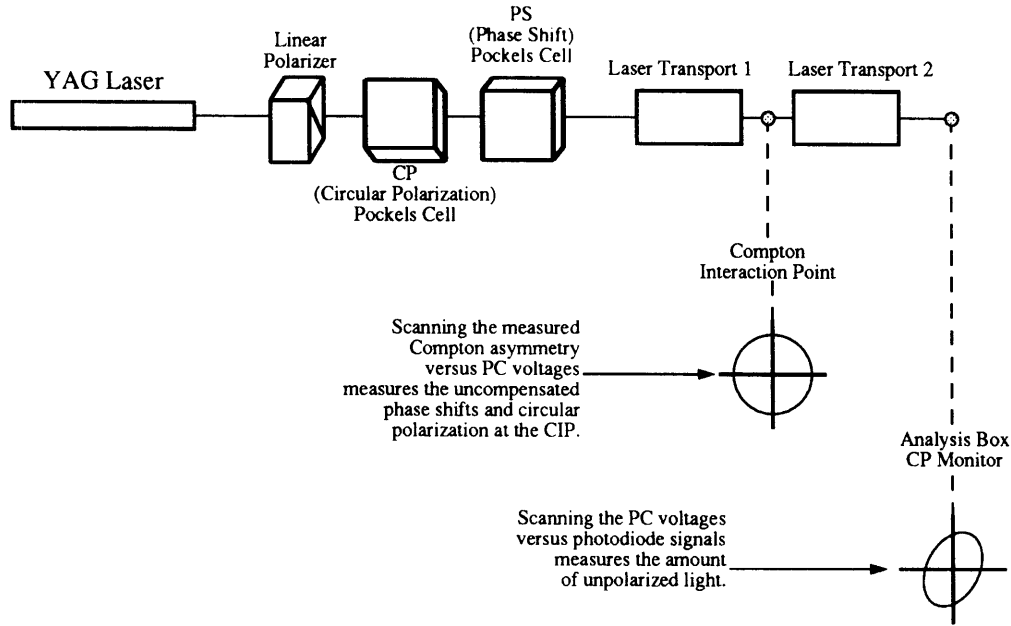 PS
(Phase Shift)
Pockels Cell
Linear
Polarizer
YAG Laser
Laser Transport 1
Laser Transport 2
CP
(Circular Polarization)
Pockels Cell
Compton
Interaction Point
Scanning the measured
Compton asymmetry
versus PC voltages
measures the uncompensated
phase shifts and circular
polarization at the CIP.
Analysis Box
CP Monitor
Scanning the PC voltages
versus photodiode signals
measures the amount
of unpolarized light.